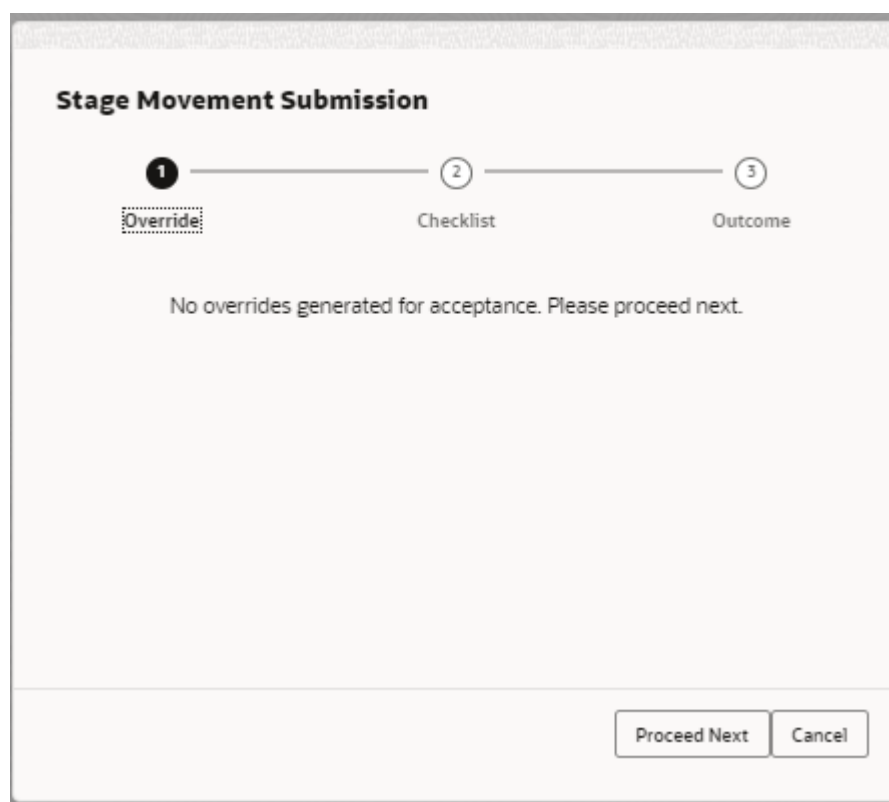 Stage Movement Submission
1 2 3
Override Checklist Outcome
No overrides generated for acceptance. Please proceed next.
Proceed Next Cancel